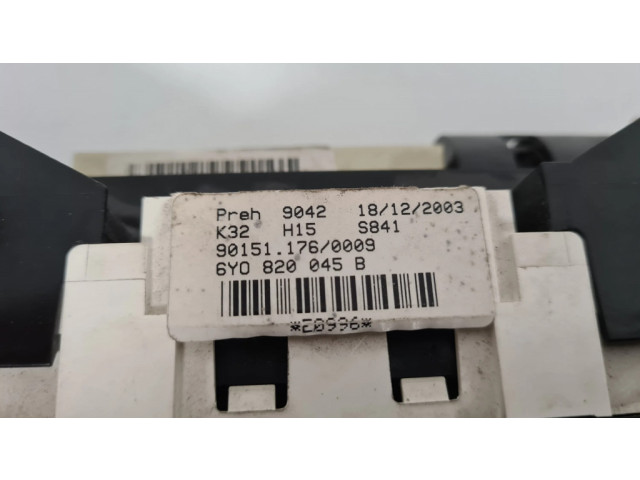 Preh 9042 18/12/2003
K32 H15 S841
90151.176/0009
6Y0 820 045 B
*E0996*